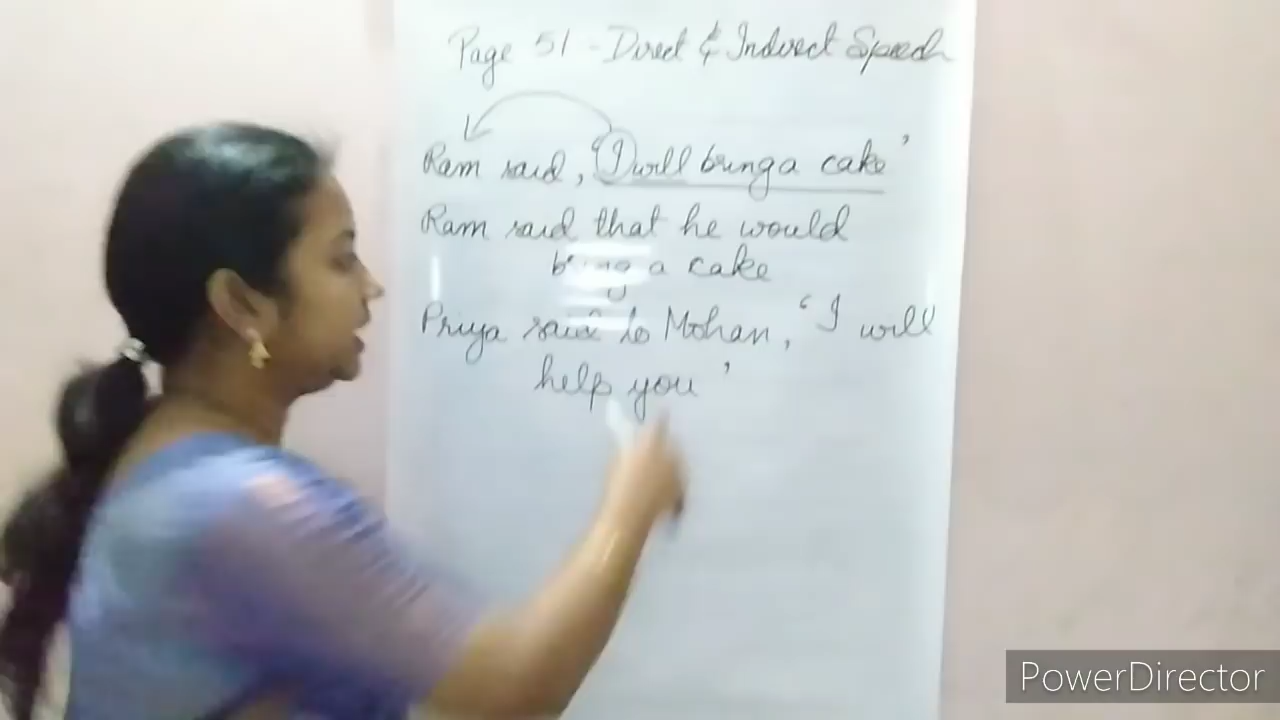 Page 51 - Direct & Indirect Speech
Ram said, 'I will bring a cake'
Ram said that he would
bring a cake
Priya said to Mohan, 'I will
help you'
PowerDirector